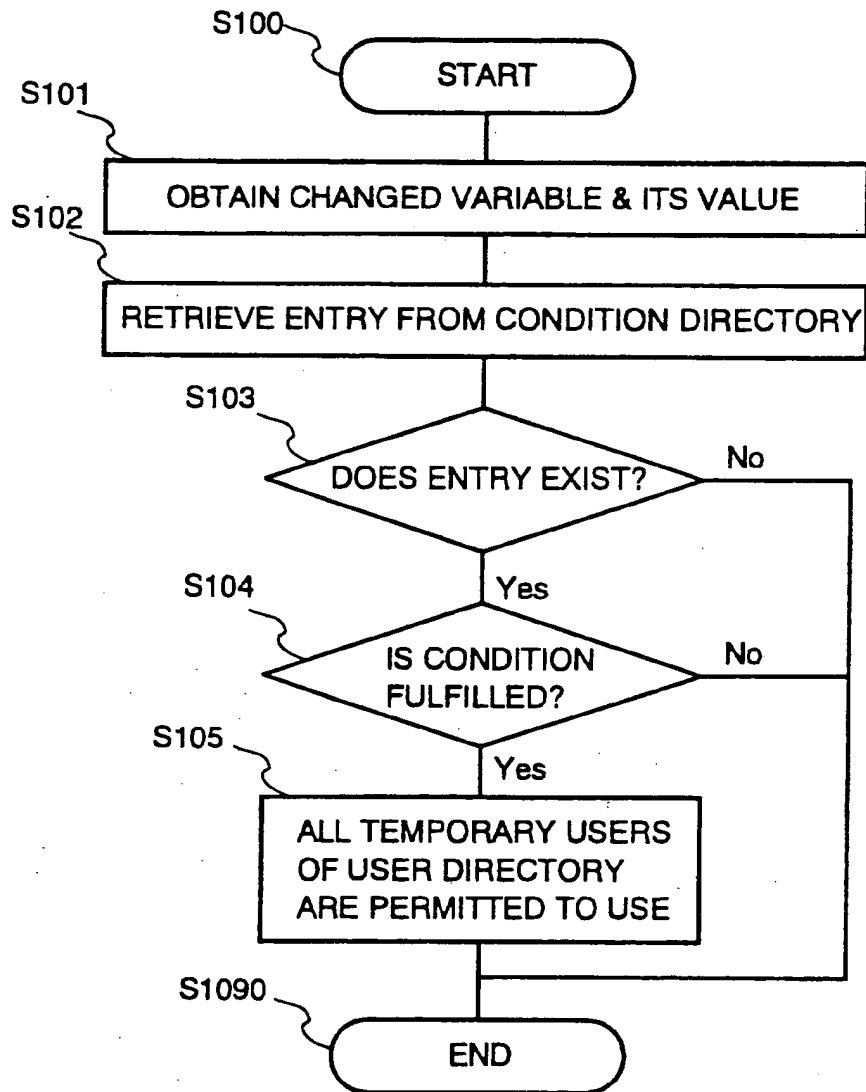 S100
START
S101
OBTAIN CHANGED VARIABLE & ITS VALUE
S102
RETRIEVE ENTRY FROM CONDITION DIRECTORY
S103
DOES ENTRY EXIST?
No
Yes
S104
IS CONDITION
FULFILLED?
No
Yes
S105
ALL TEMPORARY USERS
OF USER DIRECTORY
ARE PERMITTED TO USE
S1090
END